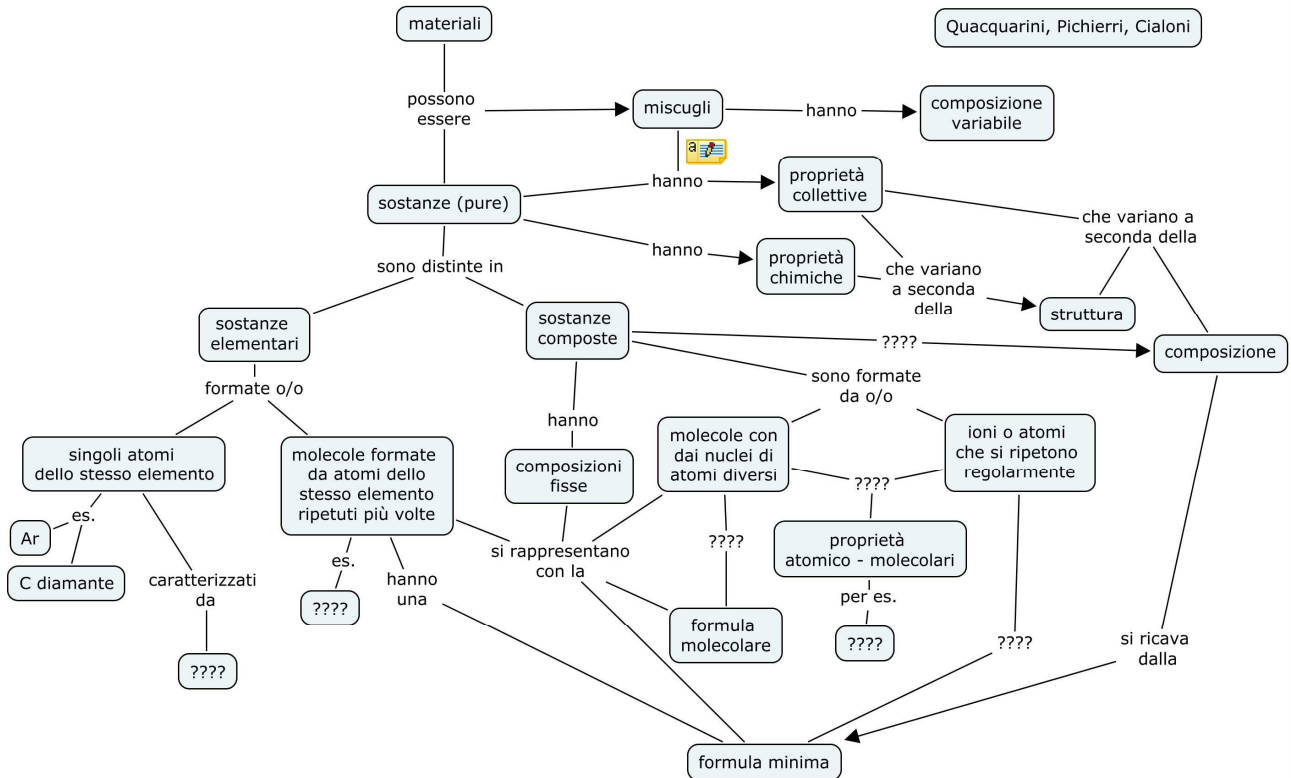 materiali
Quacquarini, Pichierri, Cialoni
possono
essere
miscugli
hanno
composizione
variabile
a
hanno
proprietà
collettive
sostanze (pure)
che variano a
seconda della
hanno
proprietà
chimiche
che variano
a seconda
della
sono distinte in
struttura
sostanze
elementari
sostanze
composte
????
composizione
formate o/o
sono formate
da o/o
hanno
singoli atomi
dello stesso elemento
molecole formate
da atomi dello
stesso elemento
ripetuti più volte
composizioni
fisse
molecole con
dai nuclei di
atomi diversi
ioni o atomi
che si ripetono
regolarmente
????
es.
Ar
C diamante
caratterizzati
da
????
es.
????
hanno
una
si rappresentano
con la
????
formula
molecolare
proprietà
atomico - molecolari
per es.
????
????
si ricava
dalla
formula minima